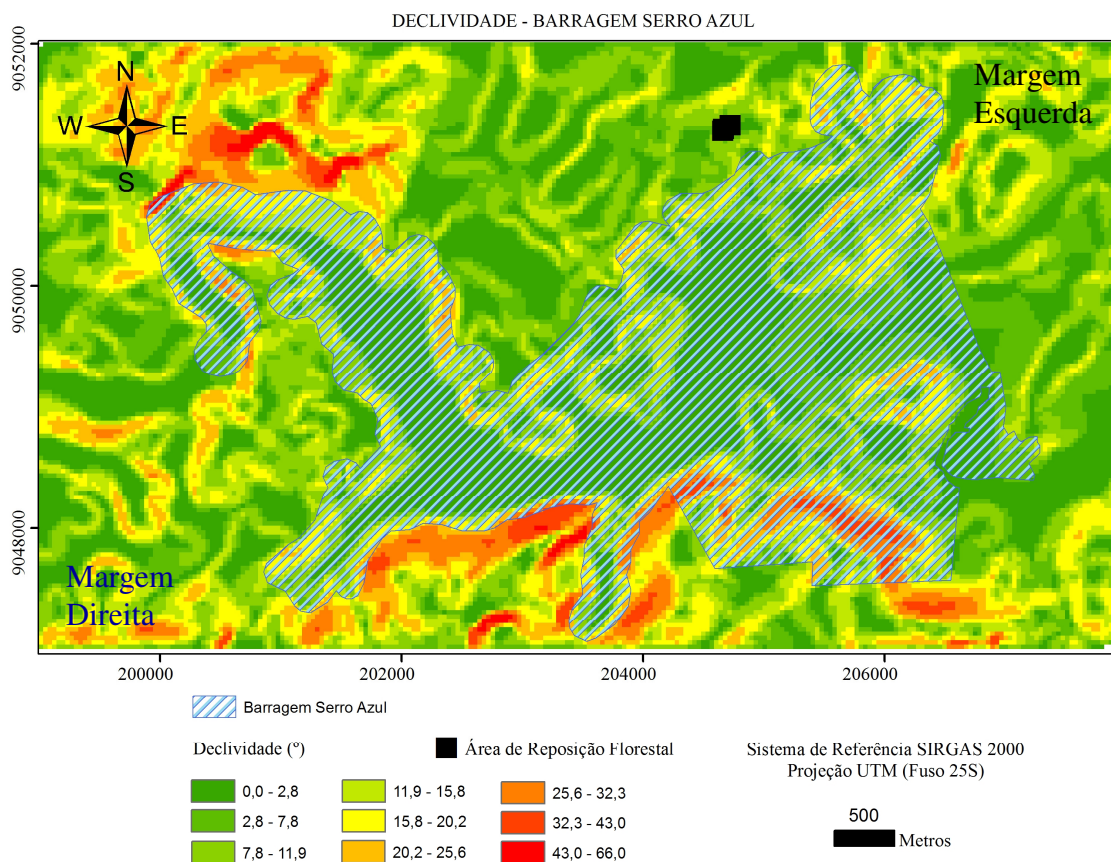 DECLIVIDADE - BARRAGEM SERRO AZUL
9052000
9050000
9048000
N
W
E
S
Margem
Esquerda
Margem
Direita
200000
202000
204000
206000
Barragem Serro Azul
Declividade (º)
Área de Reposição Florestal
0,0 - 2,8
2,8 - 7,8
7,8 - 11,9
11,9 - 15,8
15,8 - 20,2
20,2 - 25,6
25,6 - 32,3
32,3 - 43,0
43,0 - 66,0
Sistema de Referência SIRGAS 2000
Projeção UTM (Fuso 25S)
500
Metros